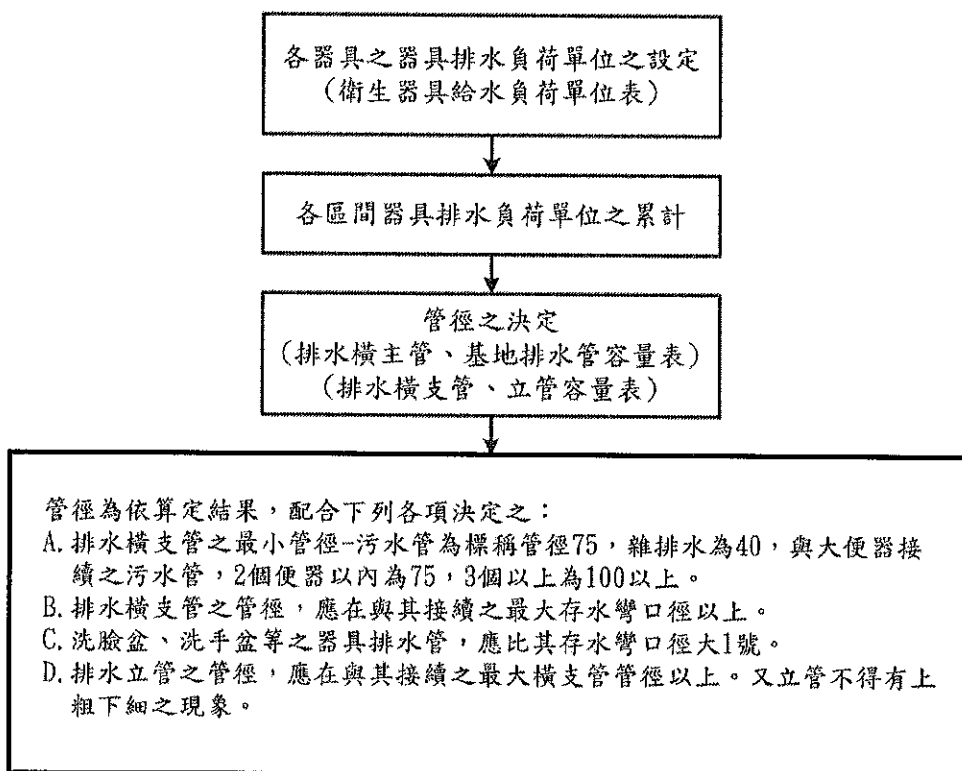 各器具之器具排水負荷單位之設定
(衛生器具給水負荷單位表)
各區間器具排水負荷單位之累計
管徑之決定
(排水橫主管、基地排水管容量表)
(排水橫支管、立管容量表)
管徑為依算定結果，配合下列各項決定之：
A.排水橫支管之最小管徑-污水管為標稱管徑75，雜排水為40，與大便器接
續之污水管，2個便器以內為75，3個以上為100以上。
B.排水橫支管之管徑，應在與其接續之最大存水彎口徑以上。
C.洗臉盆、洗手盆等之器具排水管，應比其存水彎口徑大1號。
D.排水立管之管徑，應在與其接續之最大橫支管管徑以上。又立管不得有上
粗下細之現象。